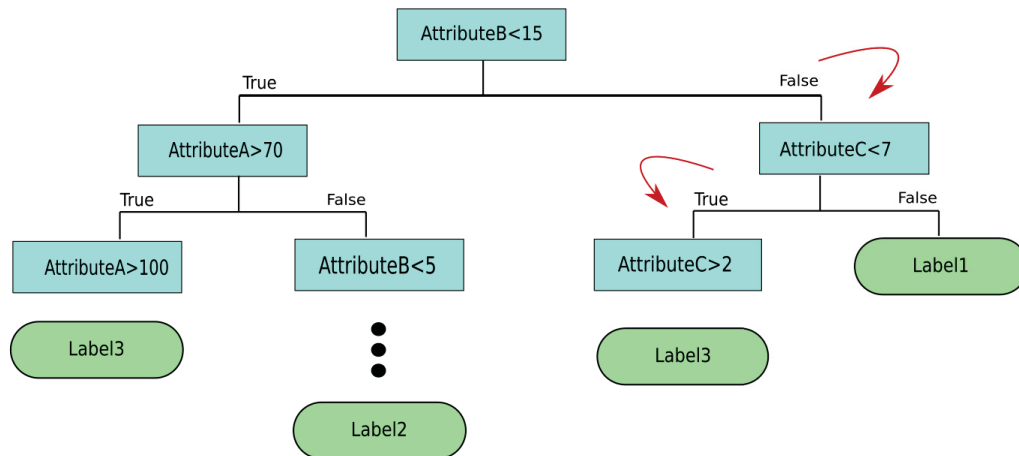 AttributeB<15
True
False
AttributeA>70
AttributeC<7
True
False
True
False
AttributeA>100
AttributeB<5
AttributeC>2
Label1
Label3
Label3
Label2